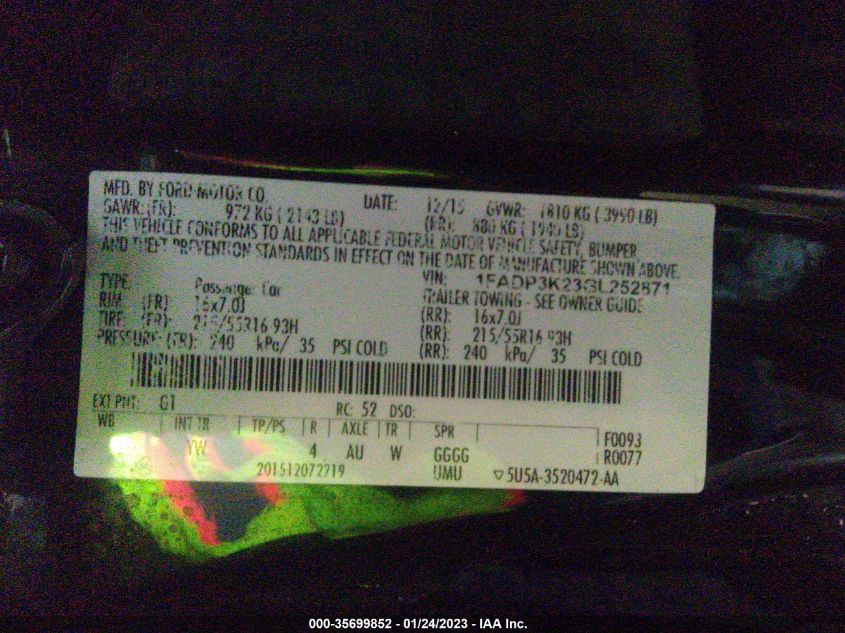 MFD. BY FORD MOTOR CO.
DATE: 12/15 GVWR: 1810 KG ( 3990 LB)
GAWR: (FR): 972 KG ( 2143 LB) (RR): 880 KG ( 1940 LB)
THIS VEHICLE CONFORMS TO ALL APPLICABLE FEDERAL MOTOR VEHICLE SAFETY, BUMPER,
AND THEFT PREVENTION STANDARDS IN EFFECT ON THE DATE OF MANUFACTURE SHOWN ABOVE.
VIN: 1FADP3K23GL252871
TYPE: Passenger Car TRAILER TOWING - SEE OWNER GUIDE
RIM: (FR) 16x7.0J (RR): 16x7.0J
TIRE: (FR): 215/55R16 93H (RR): 215/55R16 93H
PRESSURE: (FR): 240 kPa/ 35 PSI COLD (RR): 240 kPa/ 35 PSI COLD
EXT PNT: G1 RC: 52 DSO:
WB INT TR TP/PS R AXLE TR SPR F0093
YW 4 AU W GGGG R0077
201512072219 UMU ▽ 5U5A-3520472-AA
000-35699852 - 01/24/2023 - IAA Inc.